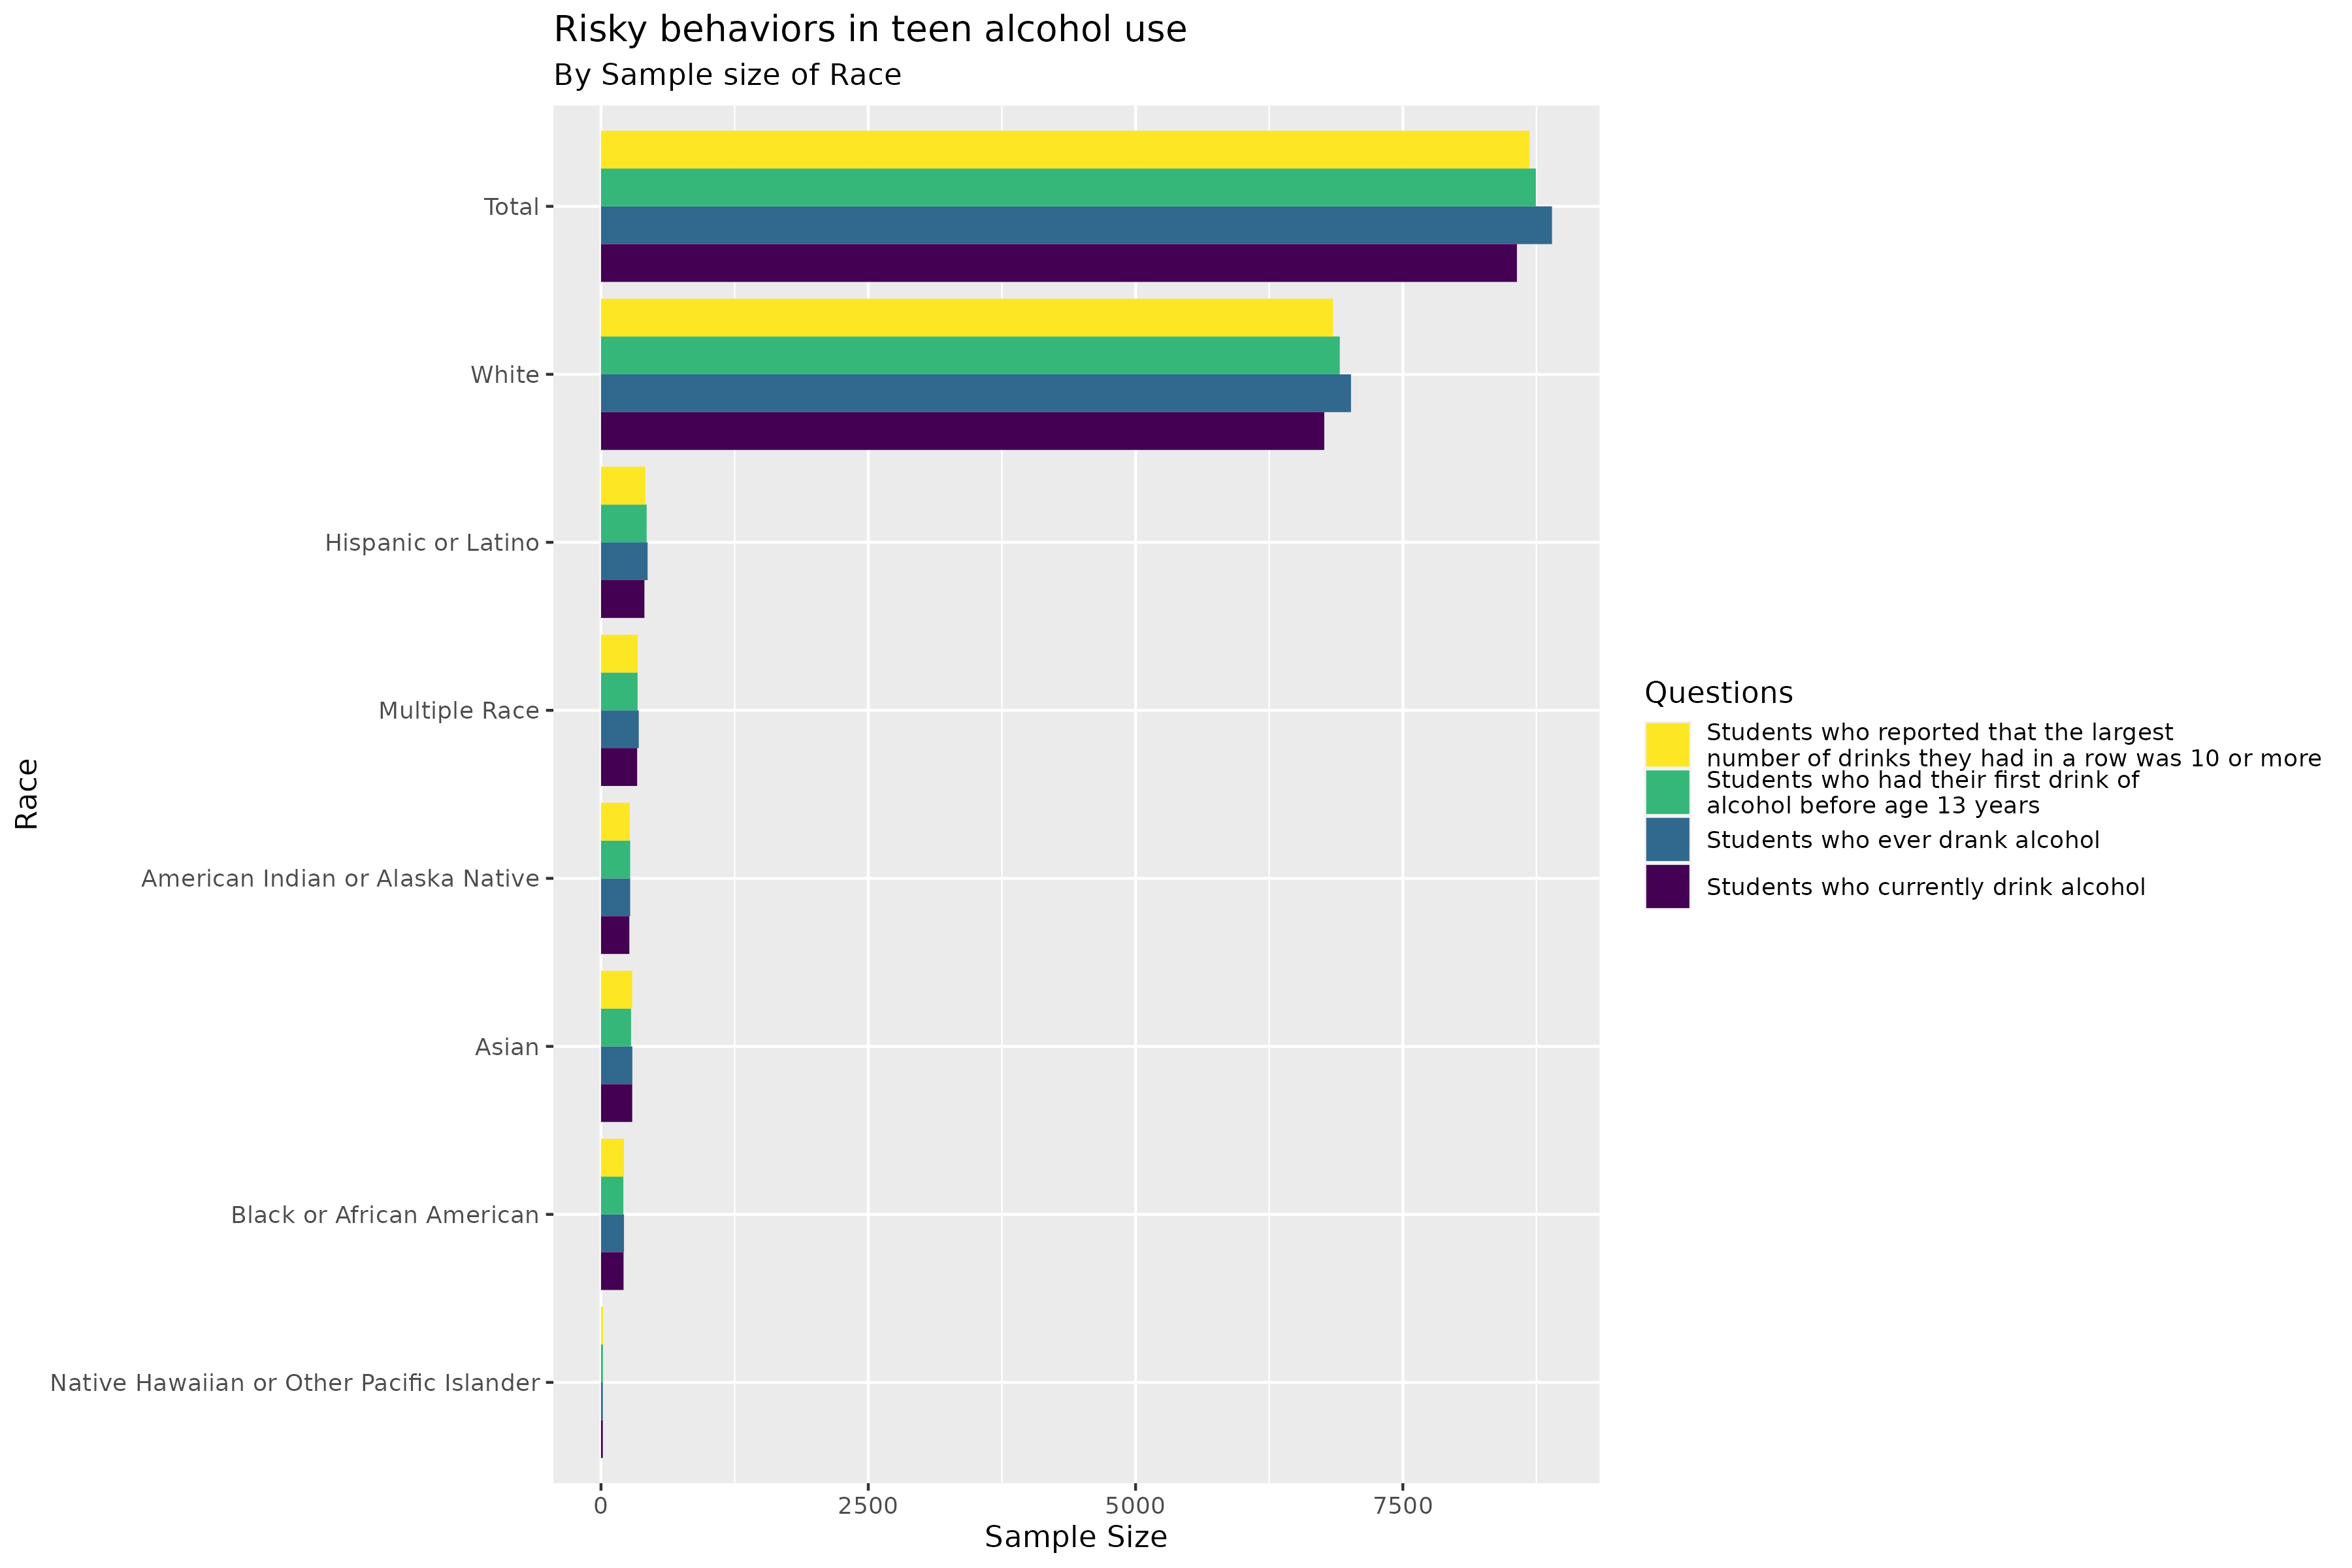 Risky behaviors in teen alcohol use
By Sample size of Race
Total
White
Hispanic or Latino
Multiple Race
American Indian or Alaska Native
Asian
Black or African American
Native Hawaiian or Other Pacific Islander
Race
0
2500
5000
7500
Sample Size
Questions
Students who reported that the largest
number of drinks they had in a row was 10 or more
Students who had their first drink of
alcohol before age 13 years
Students who ever drank alcohol
Students who currently drink alcohol